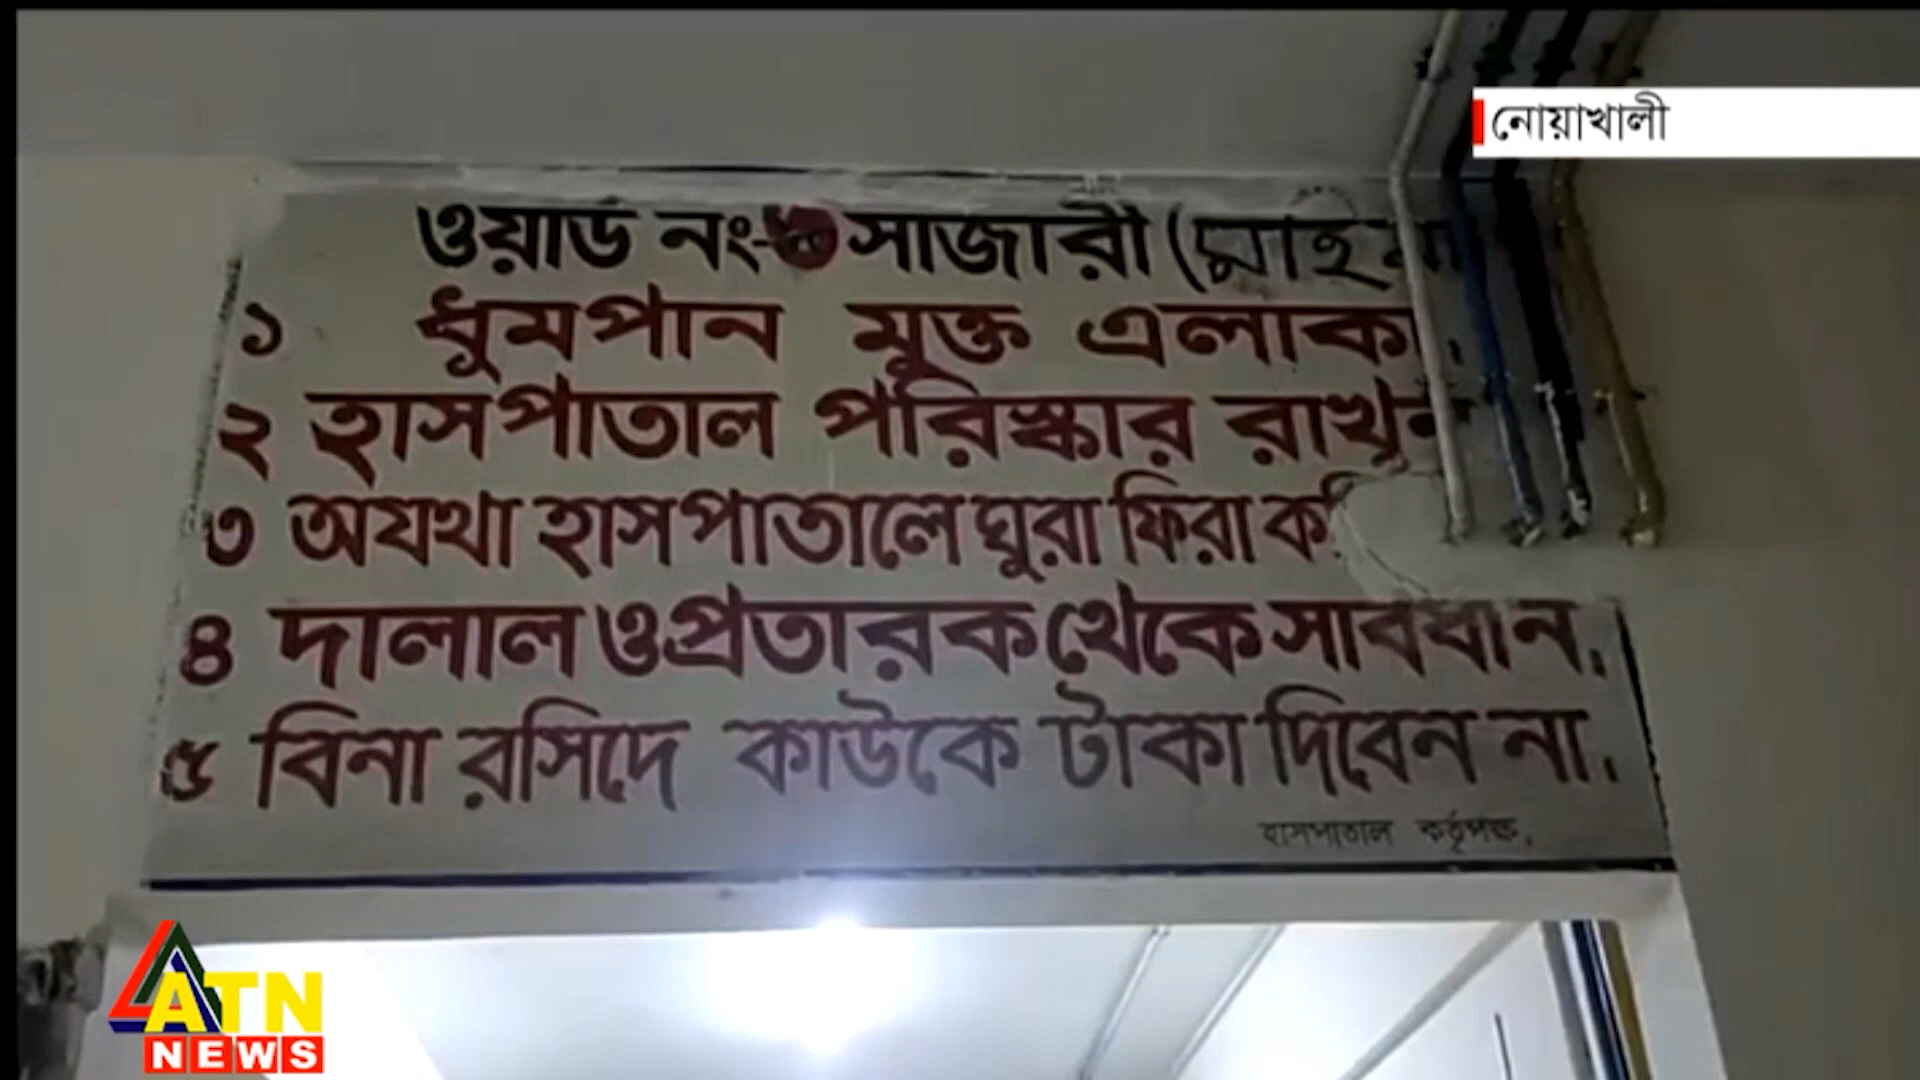 নোয়াখালী
ওয়ার্ড নং- সার্জারী (
১ ধুমপান মুক্ত এলাকা.
২ হাসপাতাল পরিস্কার রাখুন
৩ অযথা হাসপাতালে ঘুরা ফিরা
৪ দালাল ও প্রতারক থেকে সাবধান.
৫ বিনা রসিদে কাউকে টাকা দিবেন না.
হাসপাতাল কর্তৃপক্ষ.
ATN
NEWS